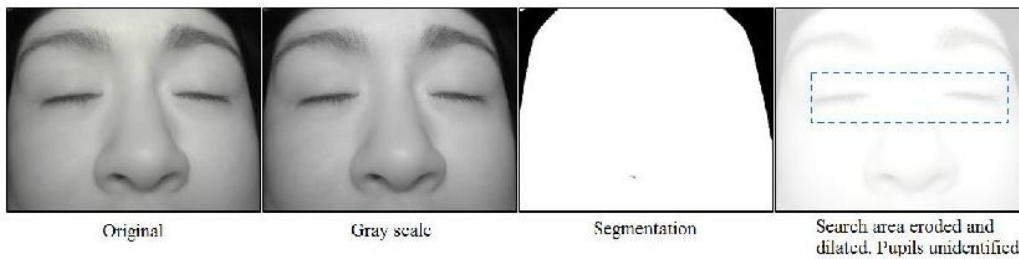 Original
Gray scale
Segmentation
Search area eroded and
dilated. Pupils unidentified